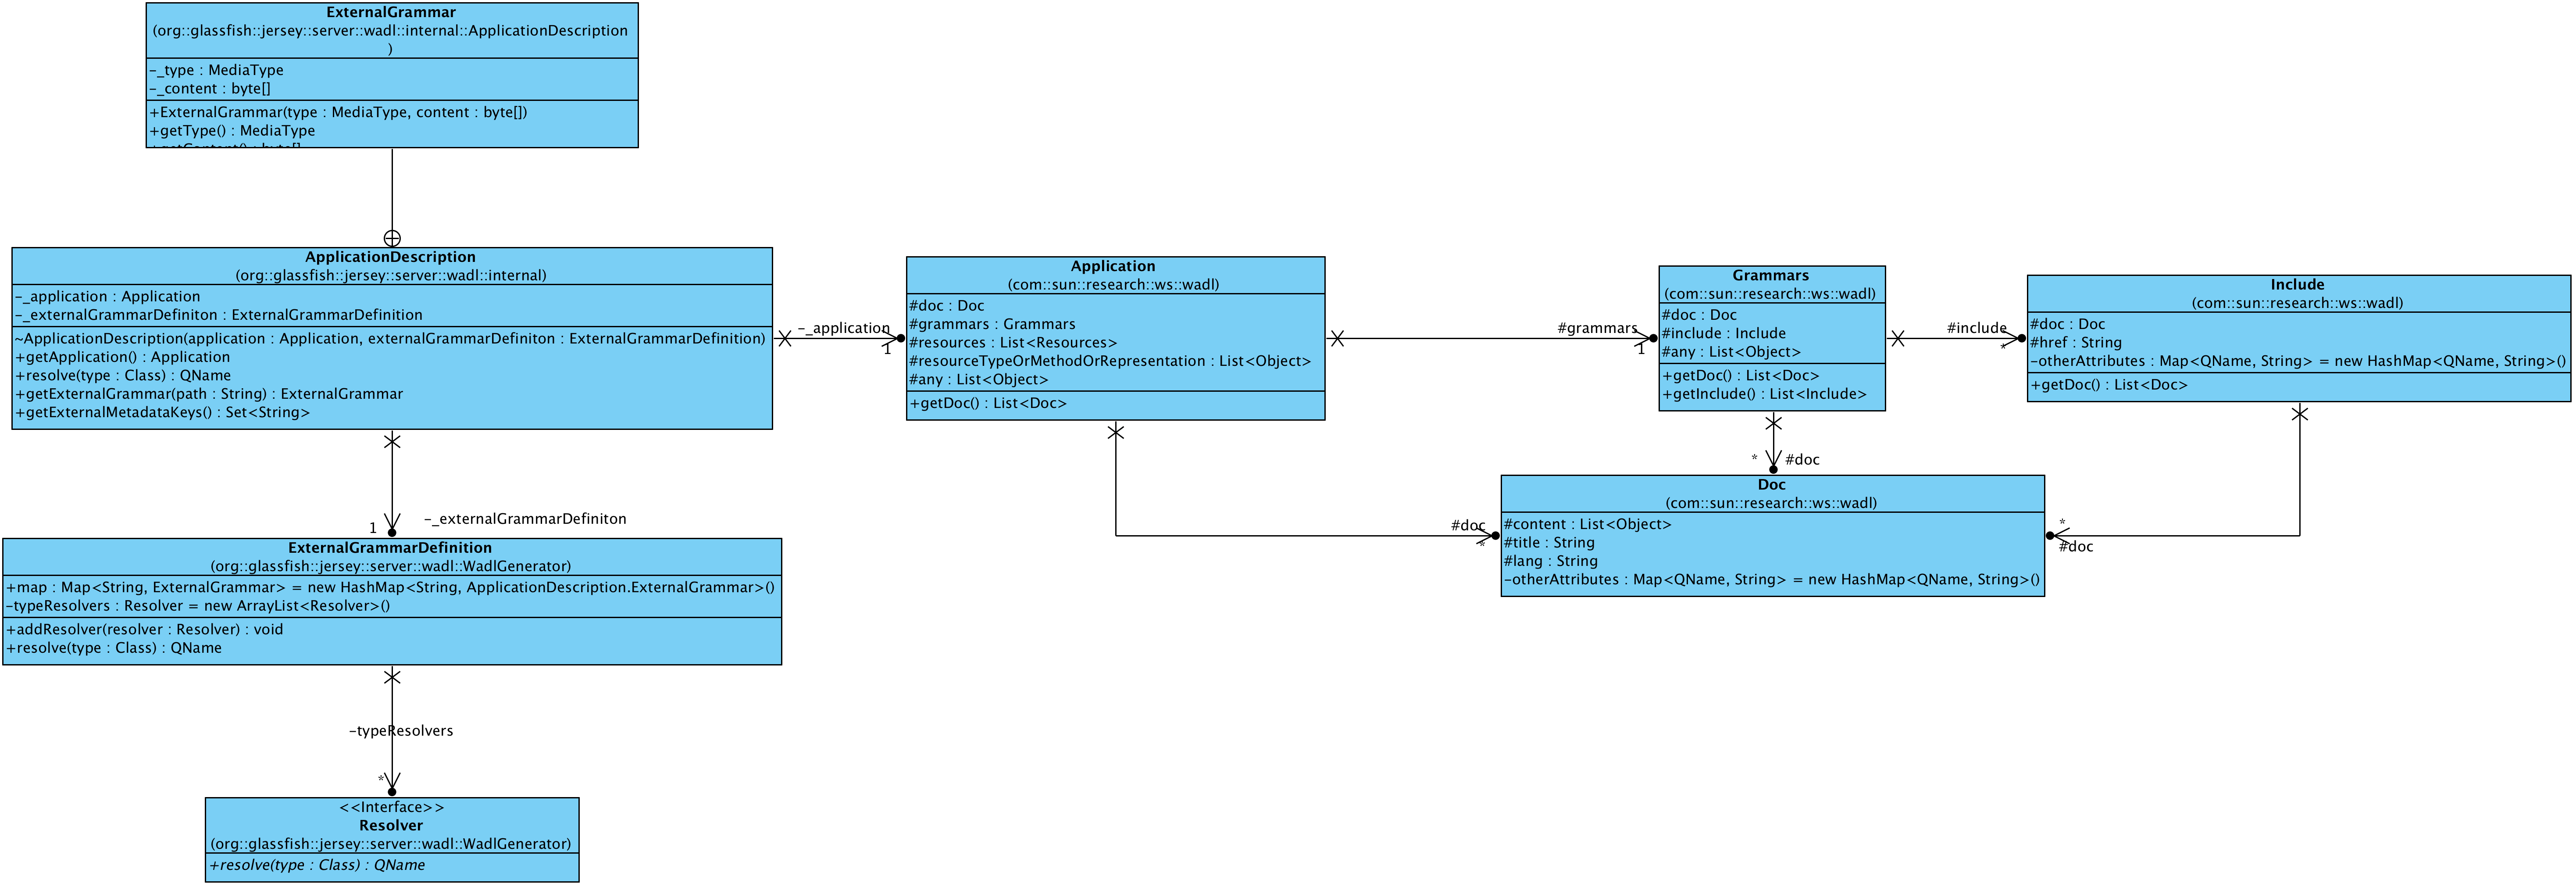 ExternalGrammar
(org::glassfish::jersey::server::wadl::internal::ApplicationDescription
)
-_type : MediaType
-_content : byte[]
+ExternalGrammar(type : MediaType, content : byte[])
+getType() : MediaType
+getContent() : byte[]
ApplicationDescription
(org::glassfish::jersey::server::wadl::internal)
-_application : Application
-_externalGrammarDefiniton : ExternalGrammarDefinition
~ApplicationDescription(application : Application, externalGrammarDefiniton : ExternalGrammarDefinition)
+getApplication() : Application
+resolve(type : Class) : QName
+getExternalGrammar(path : String) : ExternalGrammar
+getExternalMetadataKeys() : Set<String>
-_application
1
Application
(com::sun::research::ws::wadl)
#doc : Doc
#grammars : Grammars
#resources : List<Resources>
#resourceTypeOrMethodOrRepresentation : List<Object>
#any : List<Object>
+getDoc() : List<Doc>
#grammars
1
Grammars
(com::sun::research::ws::wadl)
#doc : Doc
#include : Include
#any : List<Object>
+getDoc() : List<Doc>
+getInclude() : List<Include>
#include
*
Include
(com::sun::research::ws::wadl)
#doc : Doc
#href : String
-otherAttributes : Map<QName, String> = new HashMap<QName, String>()
+getDoc() : List<Doc>
* #doc
#doc
*
*
#doc
Doc
(com::sun::research::ws::wadl)
#content : List<Object>
#title : String
#lang : String
-otherAttributes : Map<QName, String> = new HashMap<QName, String>()
1
-_externalGrammarDefiniton
ExternalGrammarDefinition
(org::glassfish::jersey::server::wadl::WadlGenerator)
+map : Map<String, ExternalGrammar> = new HashMap<String, ApplicationDescription.ExternalGrammar>()
-typeResolvers : Resolver = new ArrayList<Resolver>()
+addResolver(resolver : Resolver) : void
+resolve(type : Class) : QName
-typeResolvers
*
<<Interface>>
Resolver
(org::glassfish::jersey::server::wadl::WadlGenerator)
+resolve(type : Class) : QName